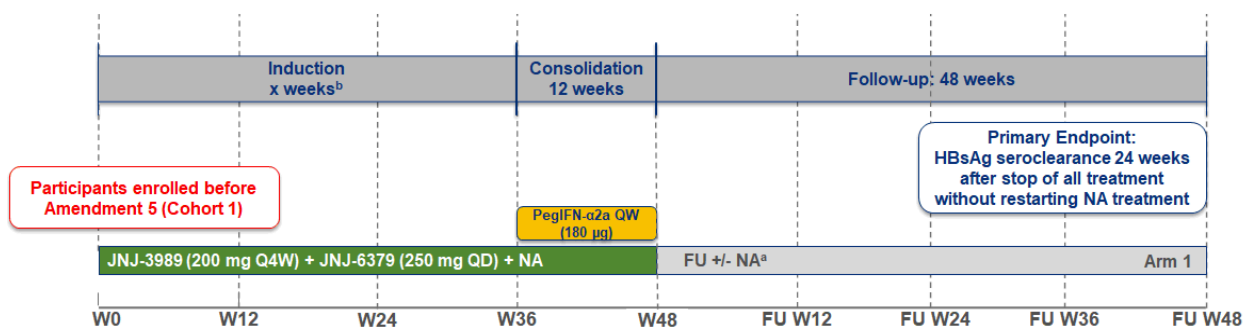 Induction
x weeksᵇ
Consolidation
12 weeks
Follow-up: 48 weeks
Primary Endpoint:
HBsAg seroclearance 24 weeks
after stop of all treatment
without restarting NA treatment
Participants enrolled before
Amendment 5 (Cohort 1)
PegIFN-α2a QW
(180 µg)
JNJ-3989 (200 mg Q4W) + JNJ-6379 (250 mg QD) + NA
FU +/- NAᵃ
Arm 1
W0
W12
W24
W36
W48
FU W12
FU W24
FU W36
FU W48